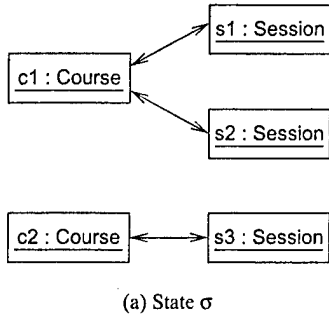 s1 : Session
c1 : Course
s2 : Session
c2 : Course
s3 : Session
(a) State σ